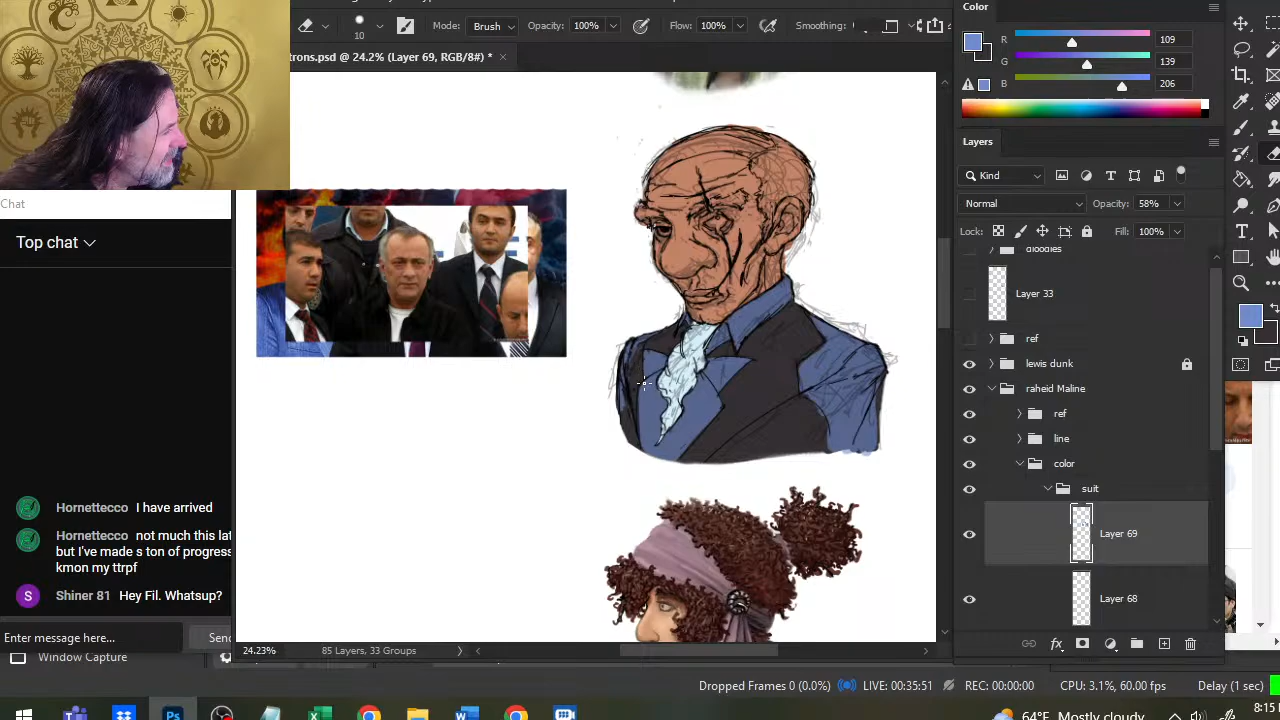 10
Mode: Brush
Opacity: 100%
Flow: 100%
Smoothing:
trons.psd @ 24.2% (Layer 69, RGB/8#) *
Color
R 109
G 139
B 206
Layers
Kind
Normal
Opacity: 58%
Lock:
Fill: 100%
Layer 33
ref
lewis dunk
raheid Maline
ref
line
color
suit
Layer 69
Layer 68
Chat
Top chat
Hornettecco I have arrived
Hornettecco not much this lat
but I've made s ton of progress
kmon my ttrpf
S Shiner 81 Hey Fil. Whatsup?
Enter message here...
Send
Window Capture
24.23% 85 Layers, 33 Groups
Dropped Frames 0 (0.0%) LIVE: 00:35:51 REC: 00:00:00 CPU: 3.1%, 60.00 fps Delay (1 sec)
64°F Mostly cloudy
8:15